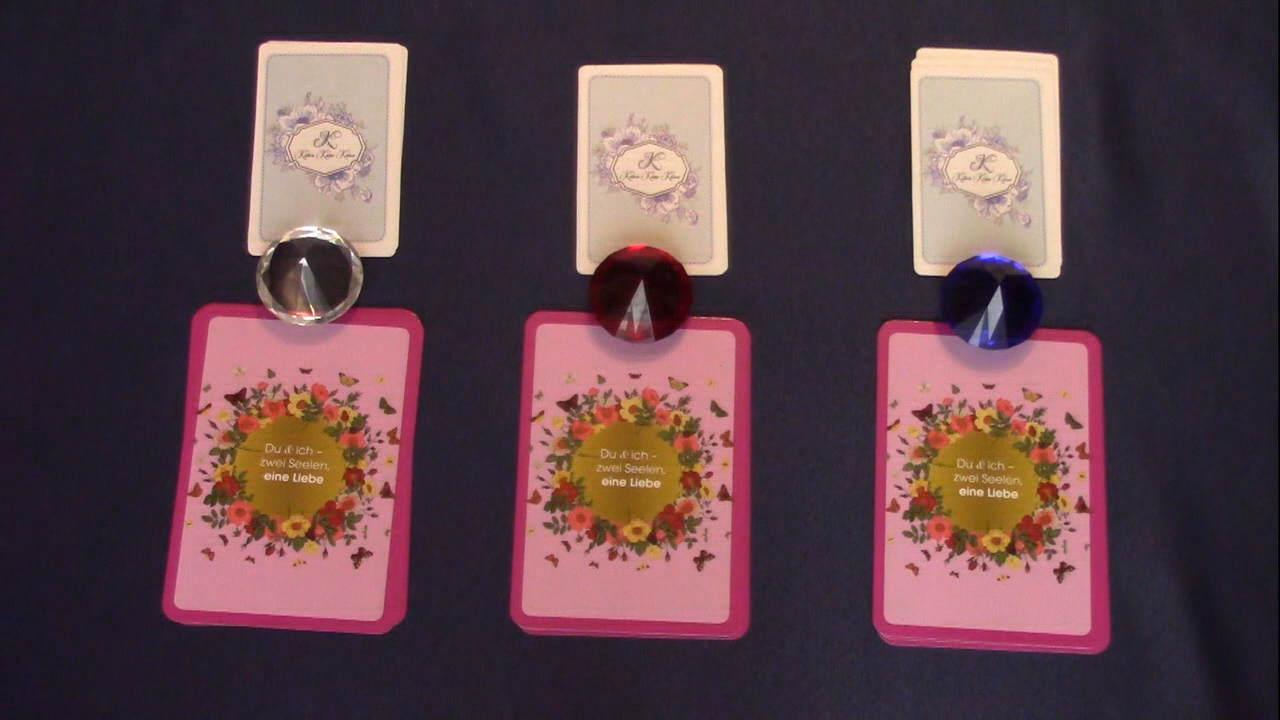 K
K
K
Du & ich –
zwei Seelen,
eine Liebe
Du & ich –
zwei Seelen,
eine Liebe
Du & ich –
zwei Seelen,
eine Liebe